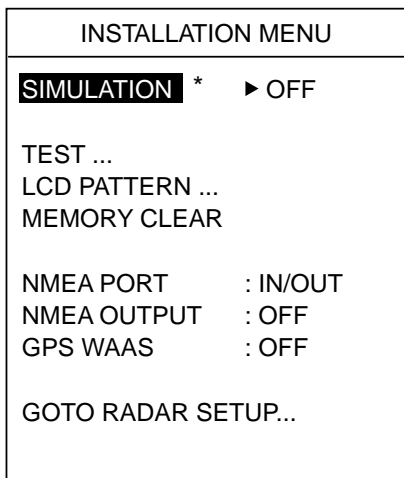 INSTALLATION MENU
SIMULATION * ▶ OFF
TEST ...
LCD PATTERN ...
MEMORY CLEAR
NMEA PORT : IN/OUT
NMEA OUTPUT : OFF
GPS WAAS : OFF
GOTO RADAR SETUP...